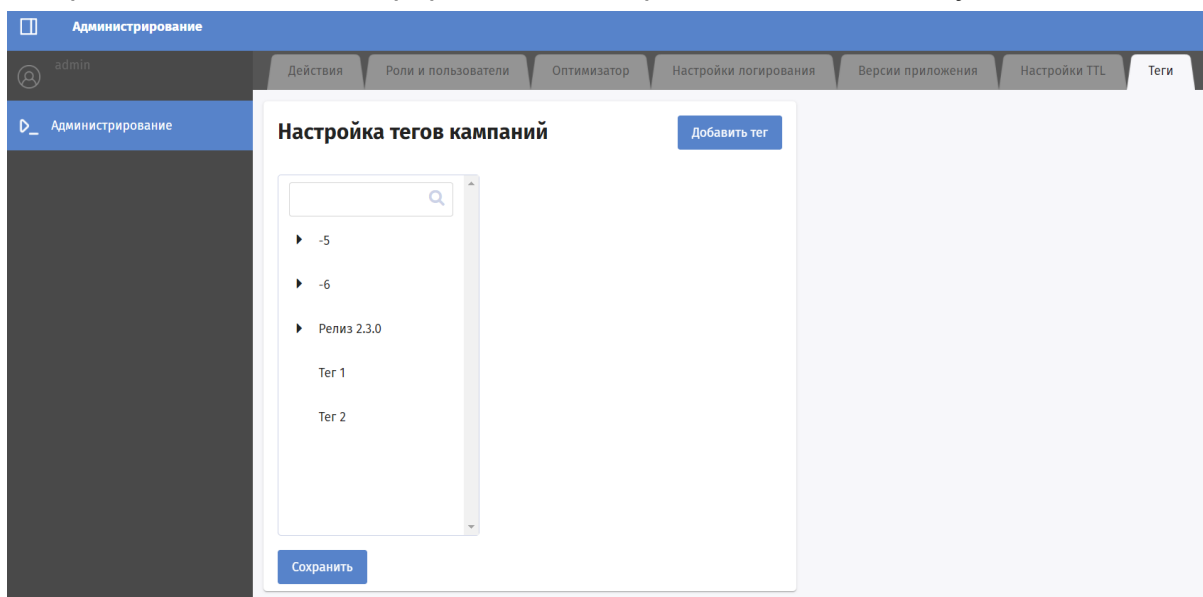 Администрирование
admin
Действия Роли и пользователи Оптимизатор Настройки логирования Версии приложения Настройки TTL Теги
Администрирование
Настройка тегов кампаний Добавить тег
-5
-6
Релиз 2.3.0
Тег 1
Тег 2
Сохранить